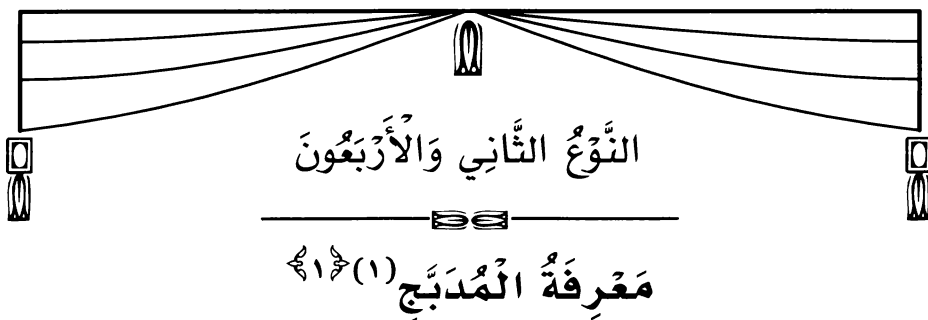 النَّوْعُ الثَّانِي وَالْأَرْبَعُونَ
مَعْرِفَةُ الْمُدَبَّجِ (١) ﴿١﴾